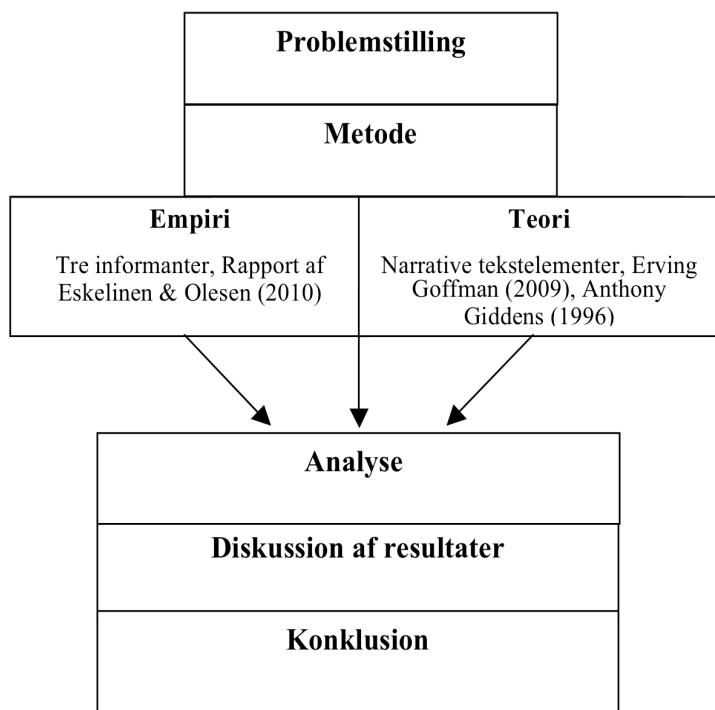 Problemstilling
Metode
Empiri
Tre informanter, Rapport af
Eskelinen & Olesen (2010)
Teori
Narrative tekstelementer, Erving
Goffman (2009), Anthony
Giddens (1996)
Analyse
Diskussion af resultater
Konklusion